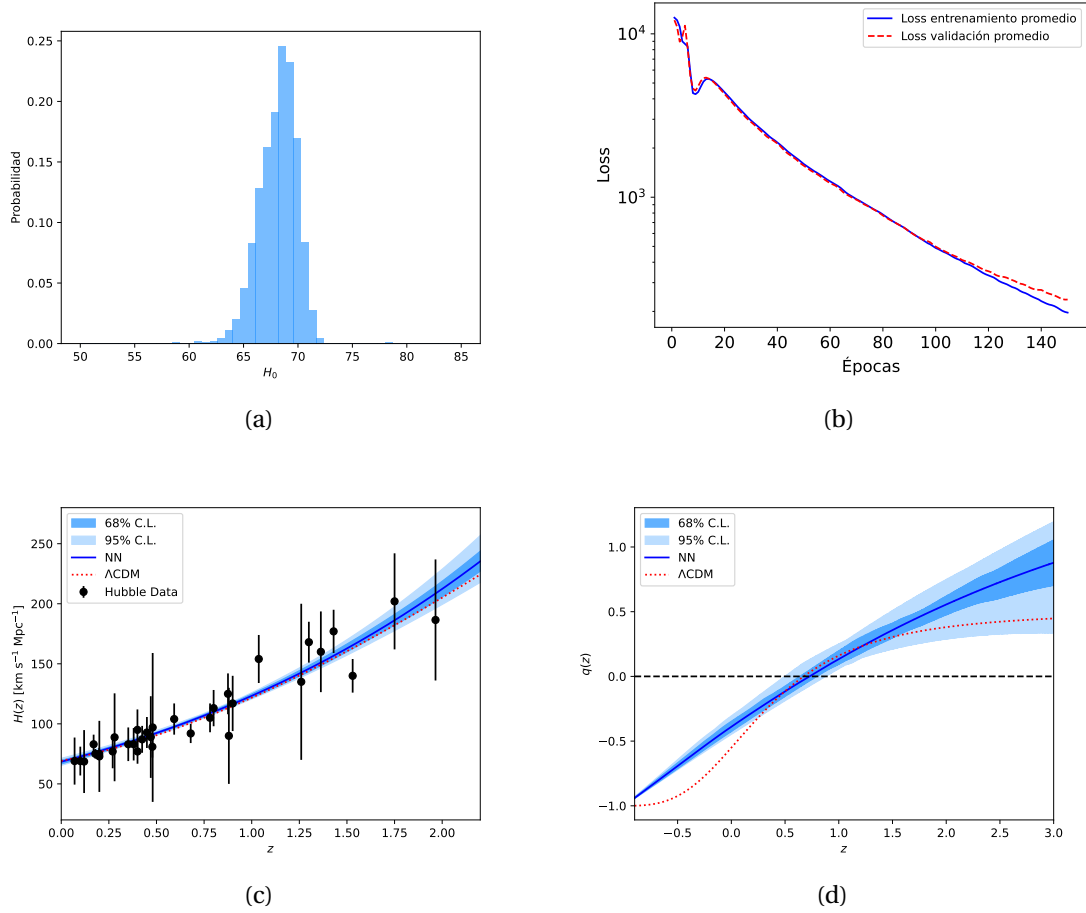 0.25
0.20
0.15
0.10
0.05
0.00
Probabilidad
50 55 60 65 70 75 80 85
H₀
(a)
10⁴
10³
Loss
Loss entrenamiento promedio
Loss validación promedio
0 20 40 60 80 100 120 140
Épocas
(b)
250
200
150
100
50
H(z) [km s⁻¹ Mpc⁻¹]
68% C.L.
95% C.L.
NN
ΛCDM
Hubble Data
0.00 0.25 0.50 0.75 1.00 1.25 1.50 1.75 2.00
z
(c)
1.0
0.5
0.0
−0.5
−1.0
q(z)
68% C.L.
95% C.L.
NN
ΛCDM
−0.5 0.0 0.5 1.0 1.5 2.0 2.5 3.0
z
(d)